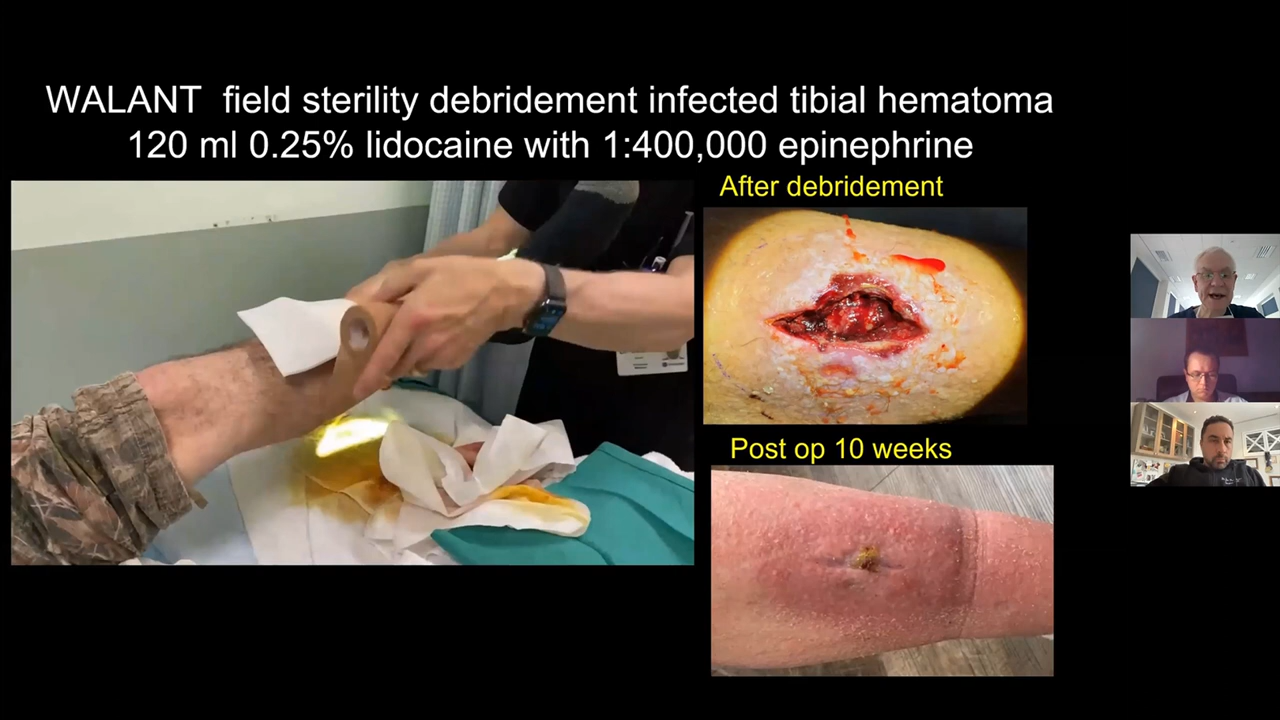 WALANT field sterility debridement infected tibial hematoma
120 ml 0.25% lidocaine with 1:400,000 epinephrine
After debridement
Post op 10 weeks